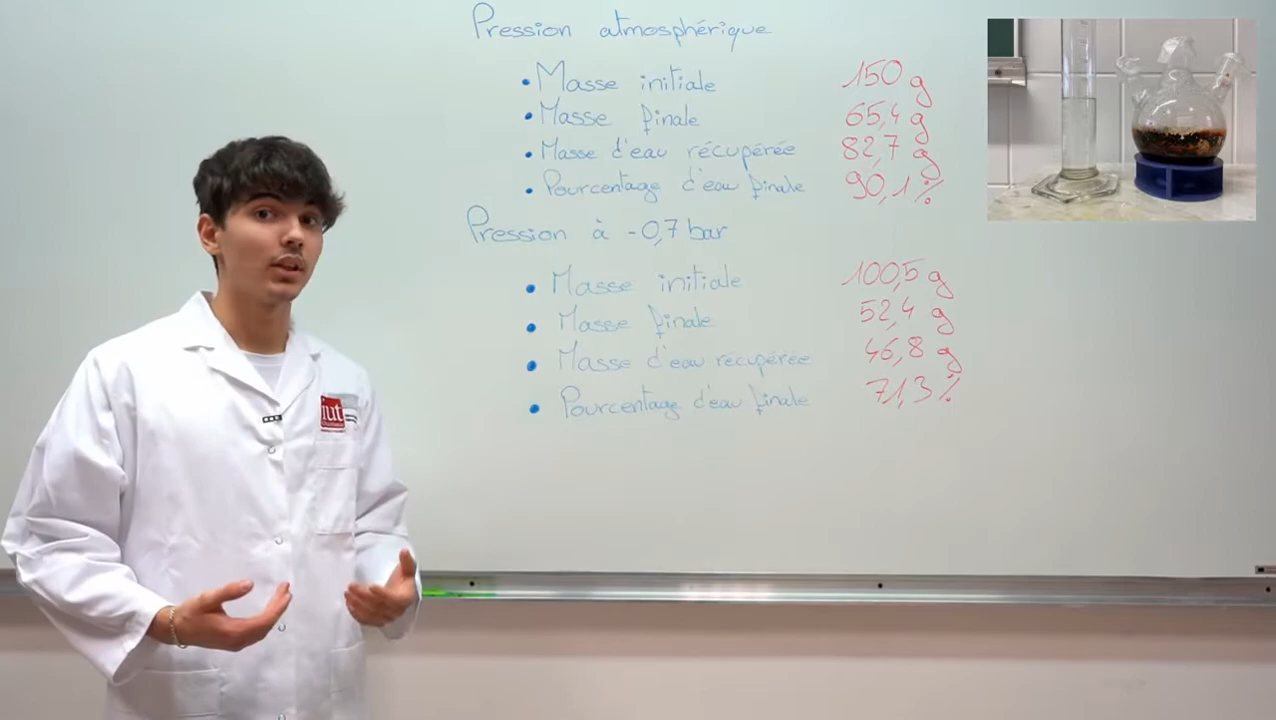 Pression atmosphérique
• Masse initiale 150 g
• Masse finale 65,4 g
• Masse d'eau récupérée 82,7 g
• Pourcentage d'eau finale 90,1 %
Pression à -0,7 bar
• Masse initiale 100,5 g
• Masse finale 52,4 g
• Masse d'eau récupérée 46,8 g
• Pourcentage d'eau finale 71,3 %
iut